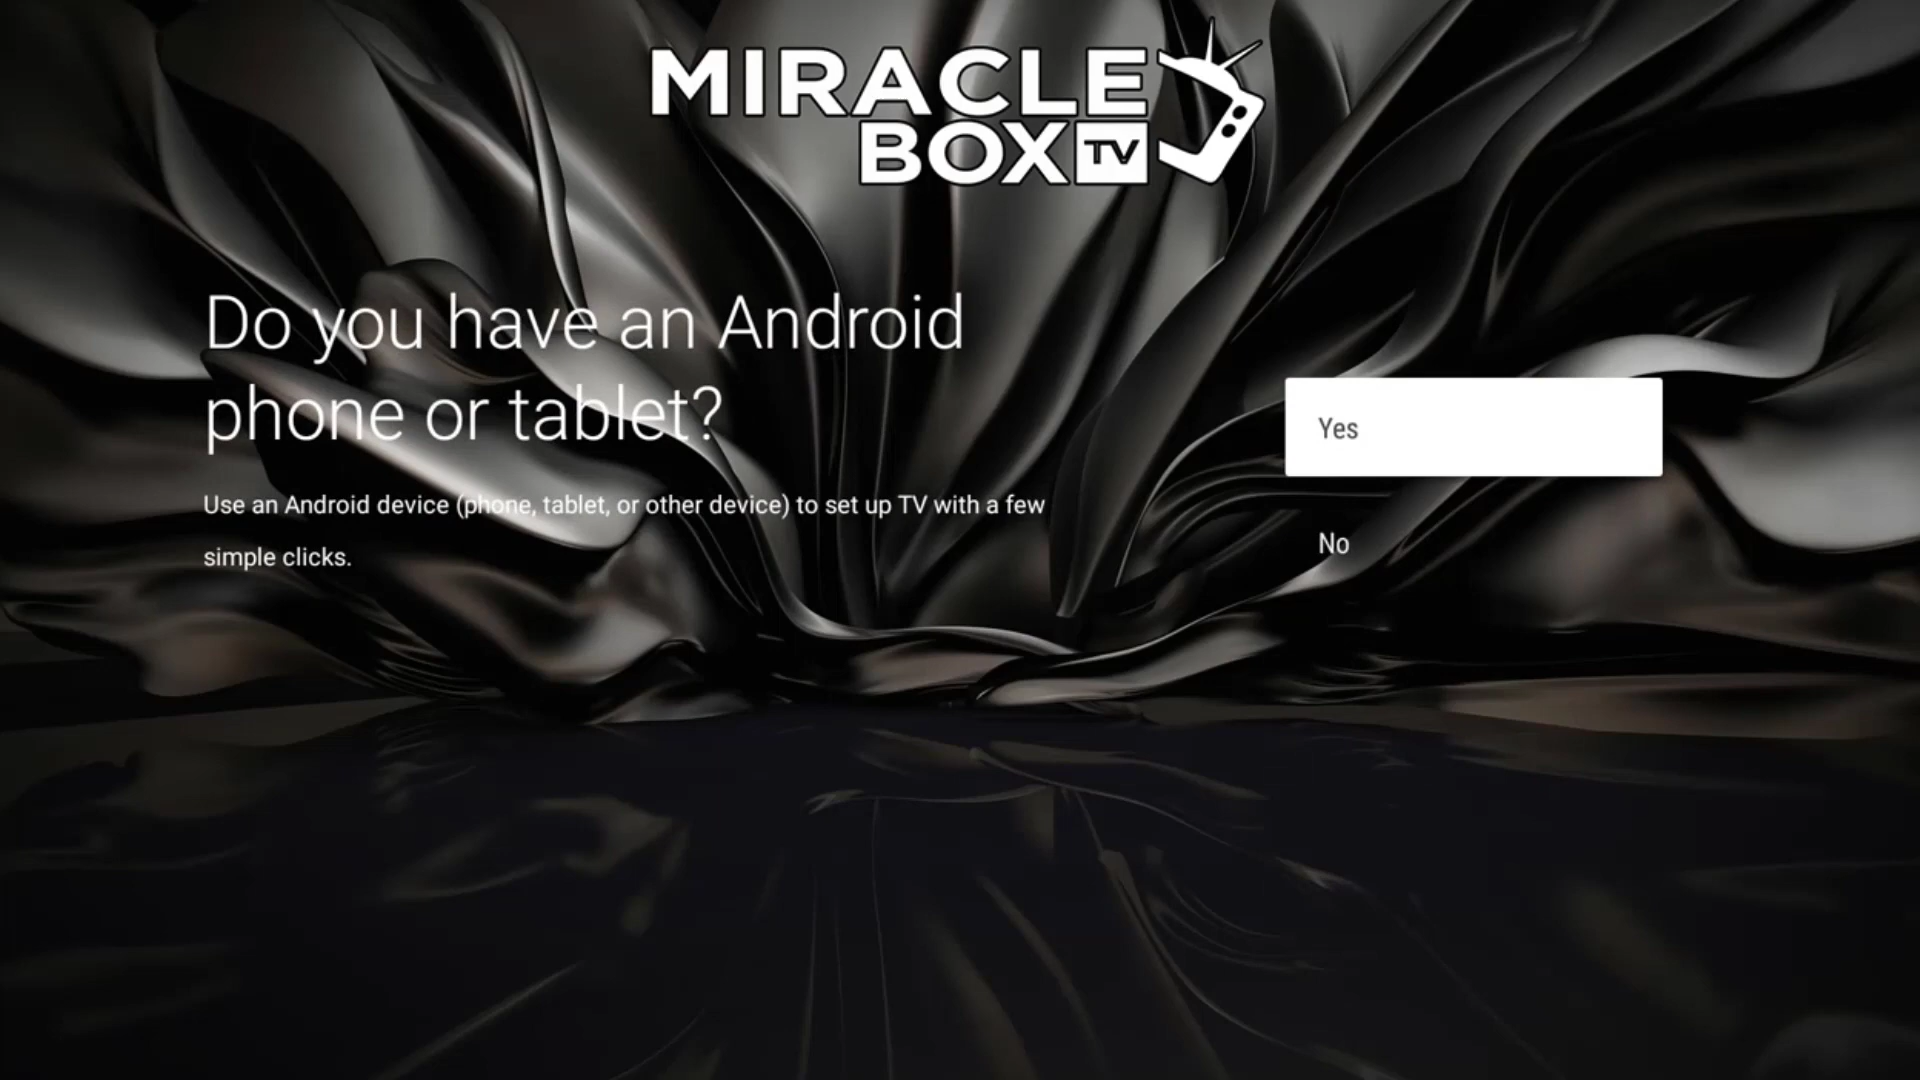 MIRACLE
BOX TV
Do you have an Android
phone or tablet?
Use an Android device (phone, tablet, or other device) to set up TV with a few
simple clicks.
Yes
No